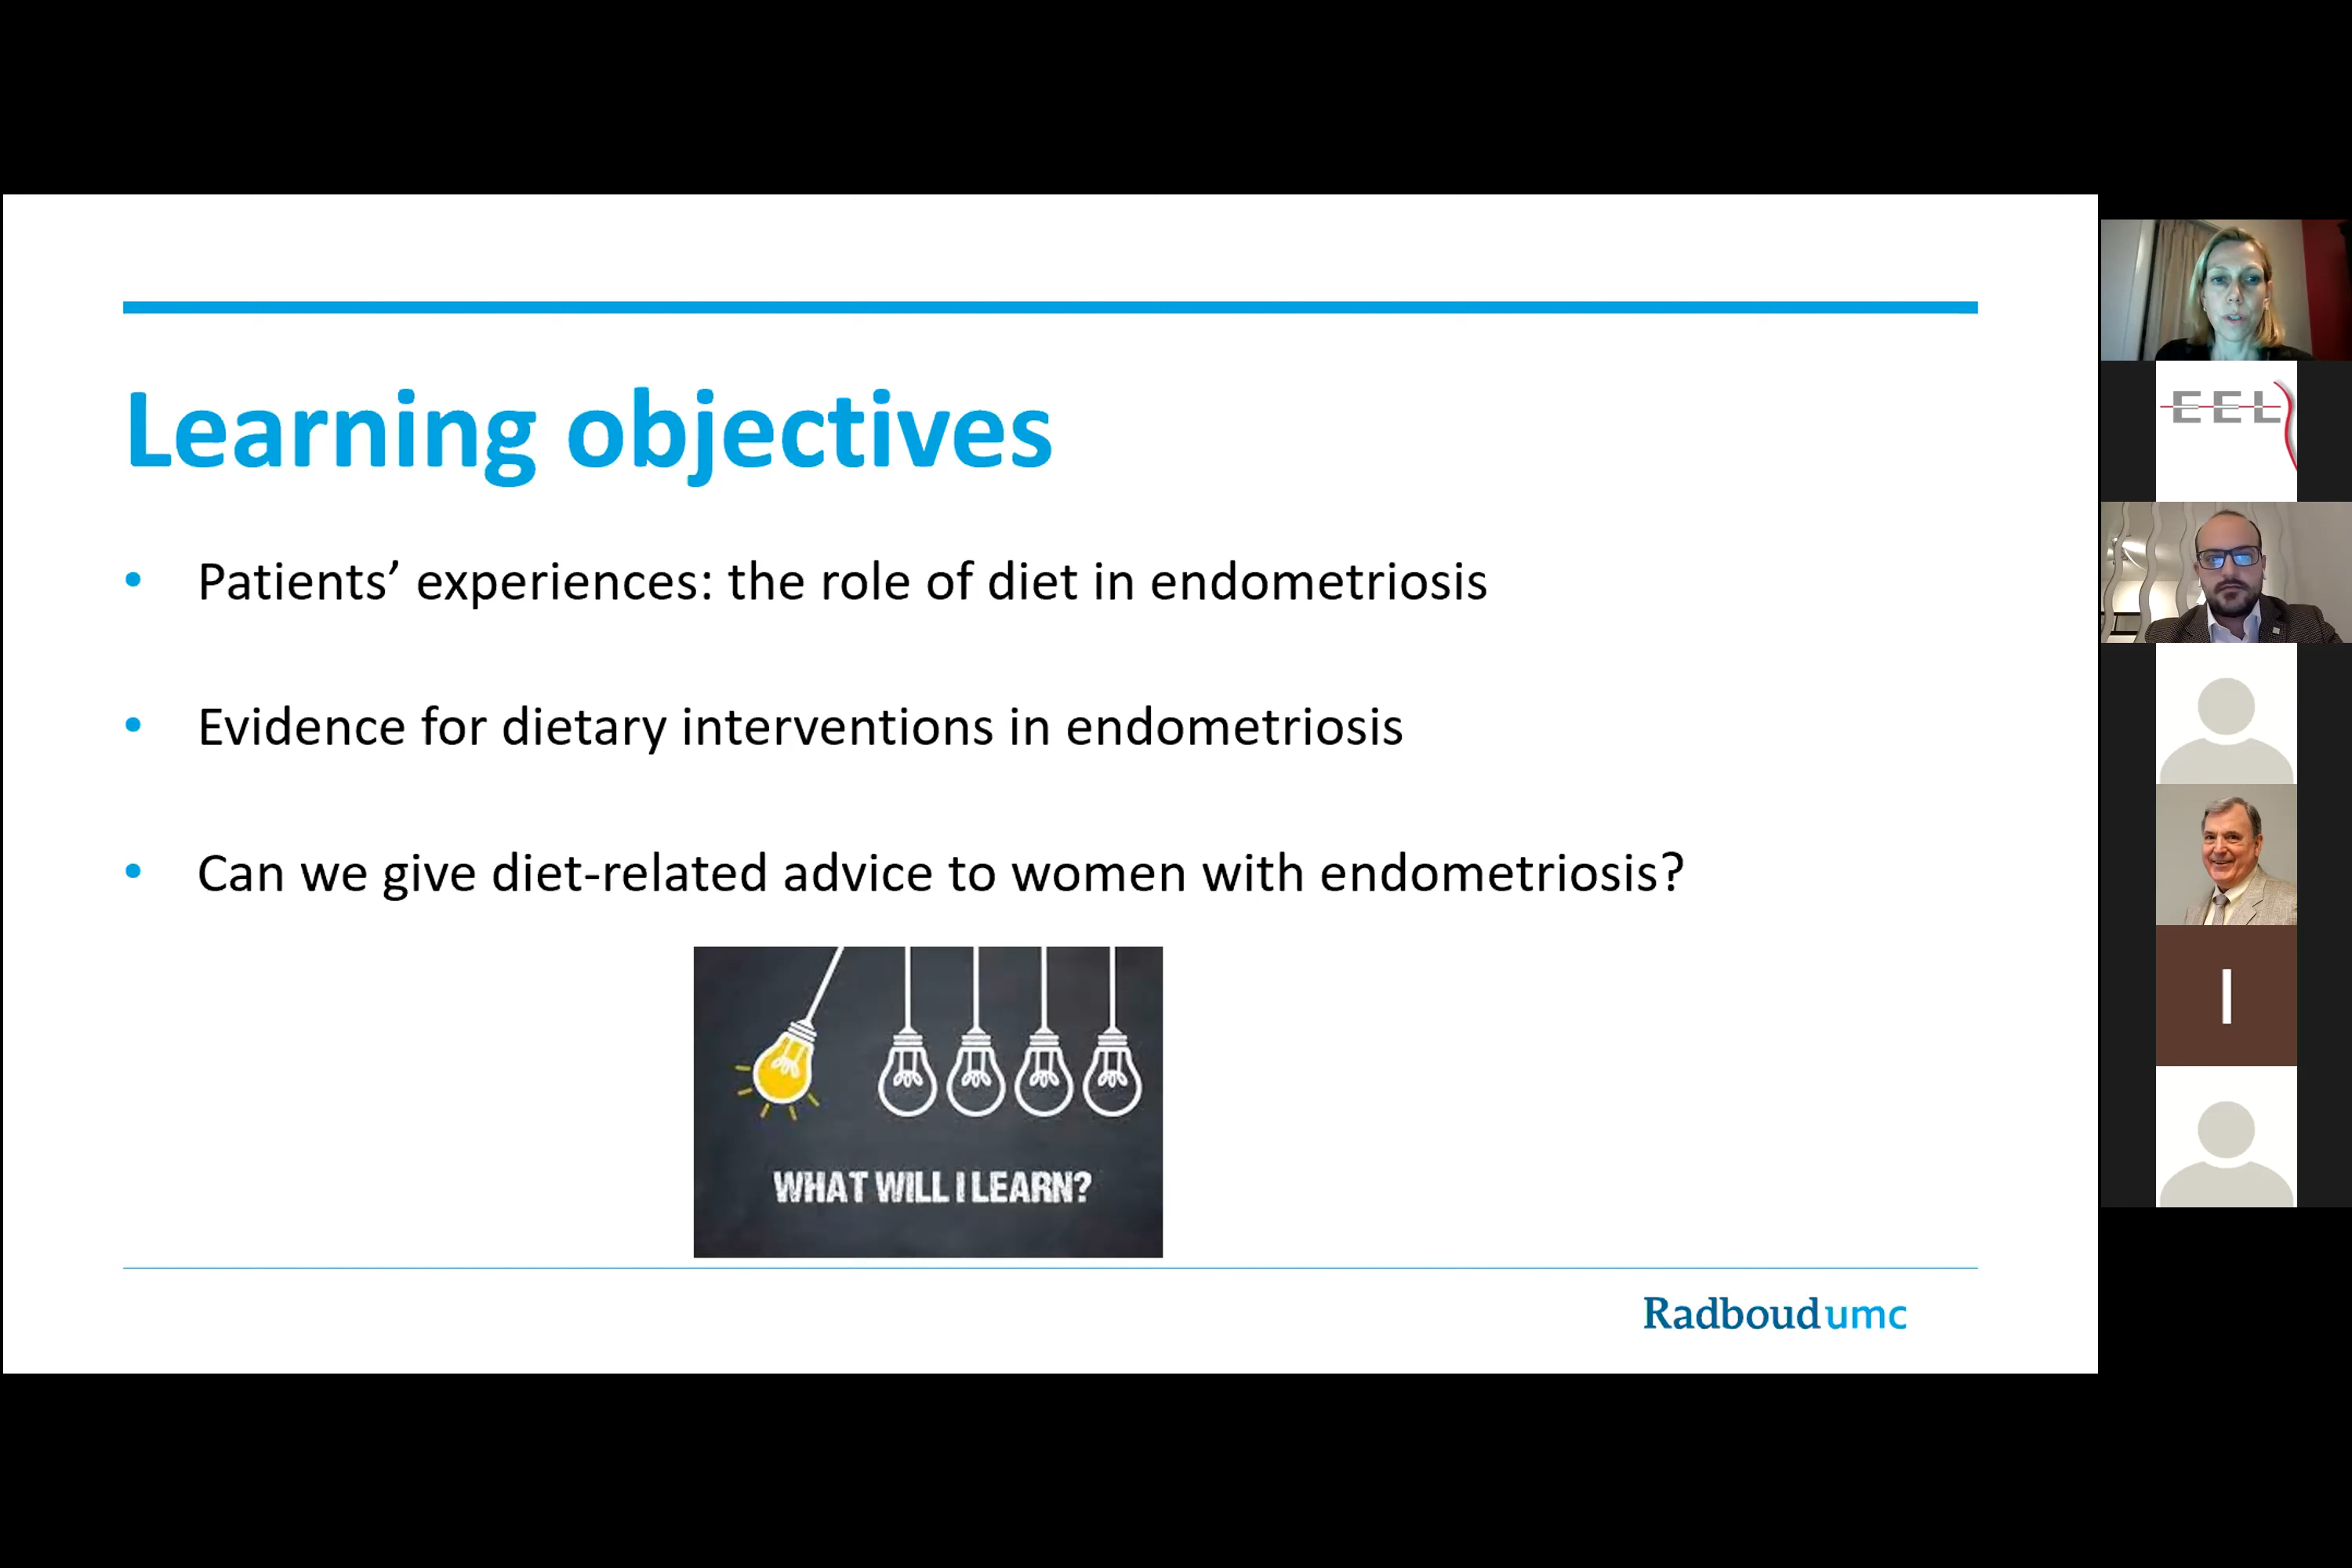 Learning objectives
• Patients’ experiences: the role of diet in endometriosis
• Evidence for dietary interventions in endometriosis
• Can we give diet-related advice to women with endometriosis?
WHAT WILL I LEARN?
Radboudumc
EEL
I